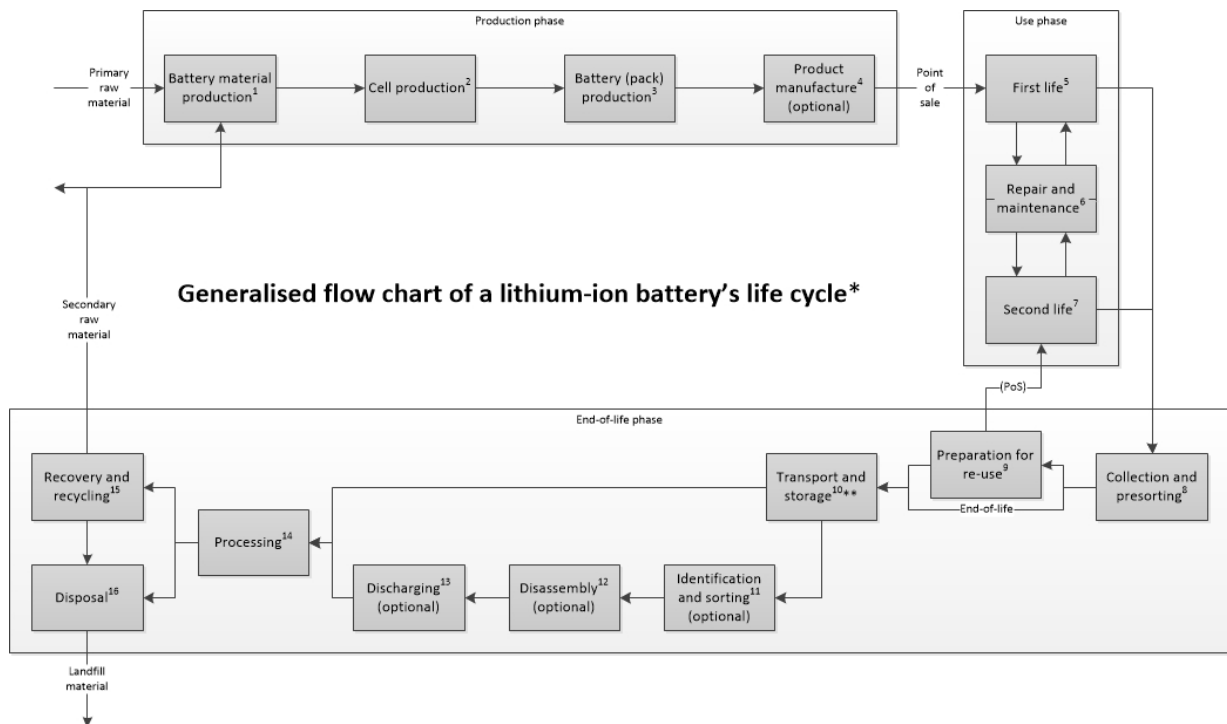 Production phase
Use phase
Primary
raw
material
Battery material
production1
Cell production2
Battery (pack)
production3
Product
manufacture4
(optional)
Point
of
sale
First life5
Repair and
maintenance6
Second life7
Generalised flow chart of a lithium-ion battery’s life cycle*
Secondary
raw
material
(PoS)
End-of-life phase
Recovery and
recycling15
Transport and
storage10**
Preparation for
re-use9
Collection and
presorting8
End-of-life
Processing14
Disposal16
Discharging13
(optional)
Disassembly12
(optional)
Identification
and sorting11
(optional)
Landfill
material